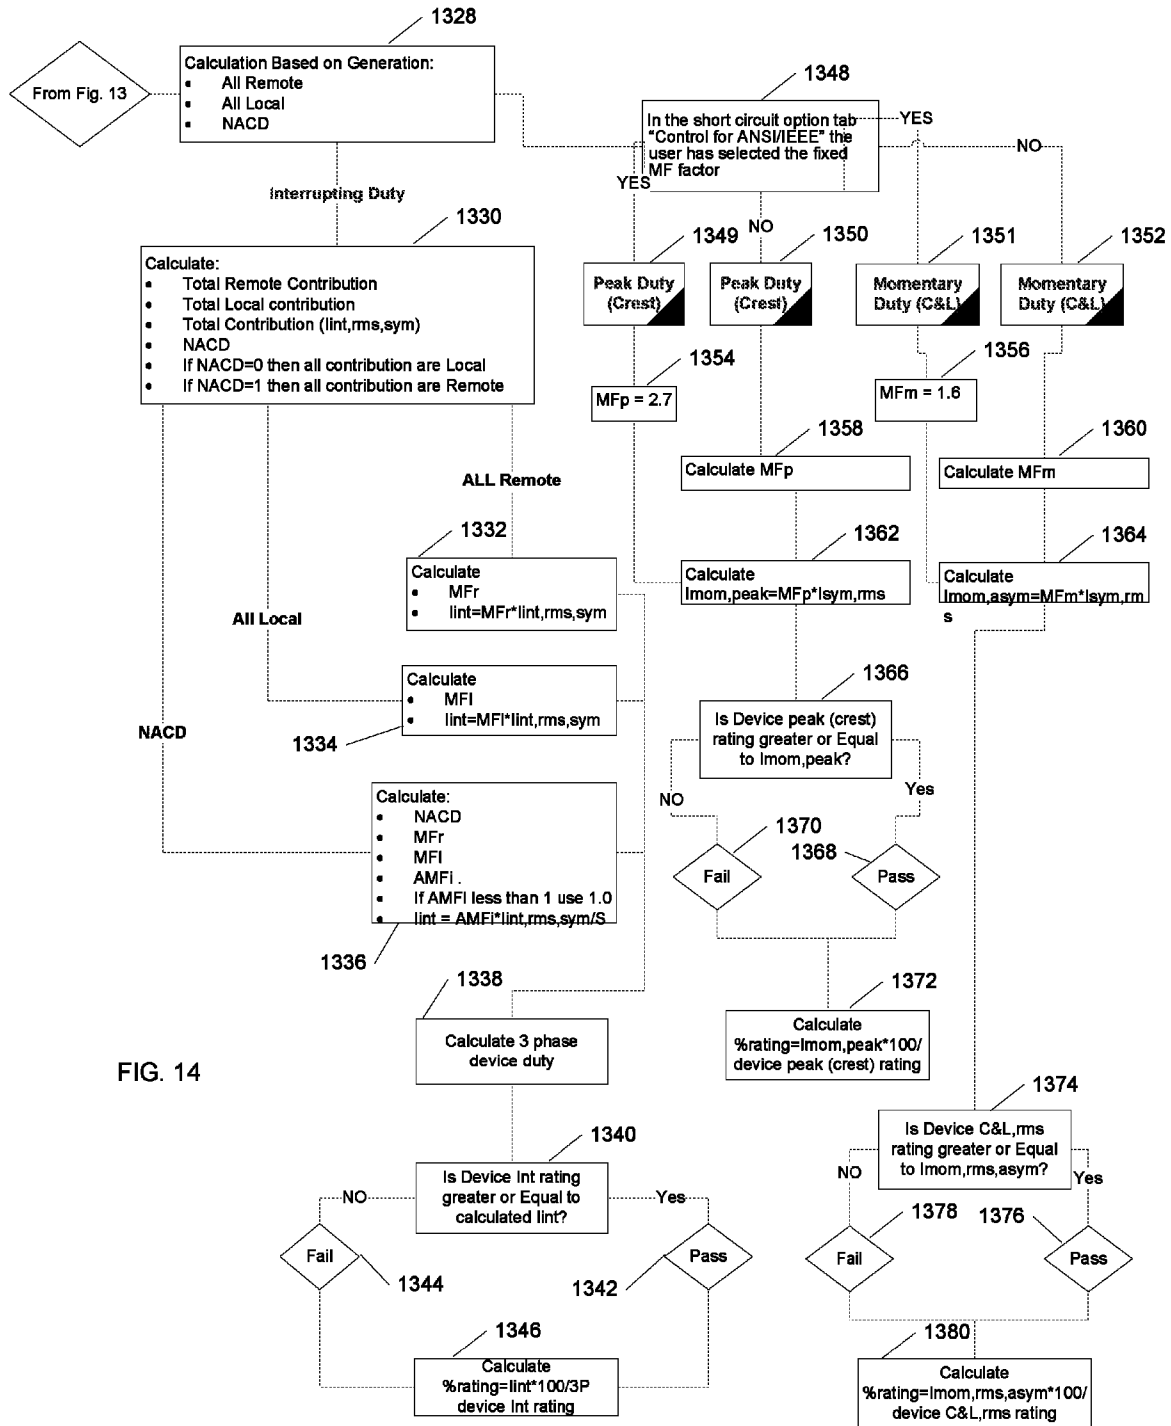 1328
From Fig. 13
Calculation Based on Generation:
• All Remote
• All Local
• NACD
1348
In the short circuit option tab
"Control for ANSI/IEEE" the
user has selected the fixed
MF factor
YES
NO
YES
NO
Interrupting Duty
1330
Calculate:
• Total Remote Contribution
• Total Local contribution
• Total Contribution (Iint,rms,sym)
• NACD
• If NACD=0 then all contribution are Local
• If NACD=1 then all contribution are Remote
1349
Peak Duty
(Crest)
1350
Peak Duty
(Crest)
1351
Momentary
Duty (C&L)
1352
Momentary
Duty (C&L)
1354
MFp = 2.7
1356
MFm = 1.6
1358
Calculate MFp
1360
Calculate MFm
ALL Remote
1332
Calculate
• MFr
• Iint=MFr*Iint,rms,sym
1362
Calculate
Imom,peak=MFp*Isym,rms
1364
Calculate
Imom,asym=MFm*Isym,rm
s
All Local
Calculate
• MFl
• Iint=MFl*Iint,rms,sym
1334
NACD
1366
Is Device peak (crest)
rating greater or Equal
to Imom,peak?
NO
Yes
Calculate:
• NACD
• MFr
• MFl
• AMFi .
• If AMFI less than 1 use 1.0
• Iint = AMFi*Iint,rms,sym/S
1336
1370
Fail
1368
Pass
1338
Calculate 3 phase
device duty
1372
Calculate
%rating=Imom,peak*100/
device peak (crest) rating
FIG. 14
1374
Is Device C&L,rms
rating greater or Equal
to Imom,rms,asym?
NO
Yes
1340
Is Device Int rating
greater or Equal to
calculated Iint?
NO
Yes
Fail
1344
Pass
1342
1378
Fail
1376
Pass
1346
Calculate
%rating=Iint*100/3P
device Int rating
1380
Calculate
%rating=Imom,rms,asym*100/
device C&L,rms rating